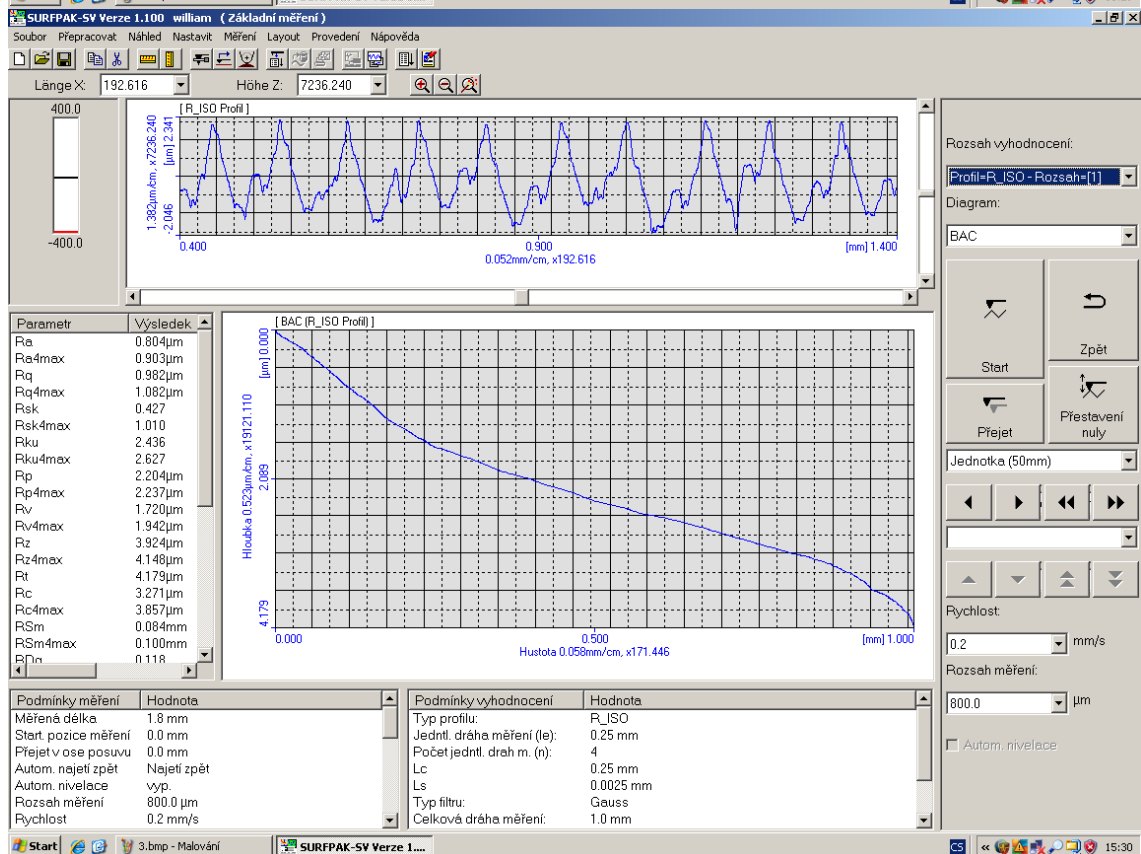 SURFPAK-SV Verze 1.100 william ( Základní měření )
Soubor Přepracovat Náhled Nastavit Měření Layout Provedení Nápověda
Länge X: 192.616 Höhe Z: 7236.240
400.0
-400.0
[ R_ISO Profil ]
1.382µm/cm, x7236.240
-2.046 [µm] 2.341
0.400 0.900 [mm] 1.400
0.052mm/cm, x192.616
Parametr Výsledek
Ra 0.804µm
Ra4max 0.903µm
Rq 0.982µm
Rq4max 1.082µm
Rsk 0.427
Rsk4max 1.010
Rku 2.436
Rku4max 2.627
Rp 2.204µm
Rp4max 2.237µm
Rv 1.720µm
Rv4max 1.942µm
Rz 3.924µm
Rz4max 4.148µm
Rt 4.179µm
Rc 3.271µm
Rc4max 3.857µm
RSm 0.084mm
RSm4max 0.100mm
RDq 0.118
[ BAC (R_ISO Profil) ]
Hloubka 0.523µm/cm, x19121.110
4.179 2.089 [µm] 0.000
0.000 0.500 [mm] 1.000
Hustota 0.058mm/cm, x171.446
Rozsah vyhodnocení:
Profil=R_ISO - Rozsah=[1]
Diagram:
BAC
Start
Zpět
Přejet
Přestavení
nuly
Jednotka (50mm)
Rychlost:
0.2 mm/s
Rozsah měření:
800.0 µm
Autom. nivelace
Podmínky měření Hodnota
Měřená délka 1.8 mm
Start. pozice měření 0.0 mm
Přejet v ose posuvu 0.0 mm
Autom. najetí zpět Najetí zpět
Autom. nivelace vyp.
Rozsah měření 800.0 µm
Rychlost 0.2 mm/s
Podmínky vyhodnocení Hodnota
Typ profilu: R_ISO
Jedntl. dráha měření (le): 0.25 mm
Počet jedntl. drah m. (n): 4
Lc 0.25 mm
Ls 0.0025 mm
Typ filtru: Gauss
Celková dráha měření: 1.0 mm
Start 3.bmp - Malování SURFPAK-SV Verze 1.... CS « 15:30